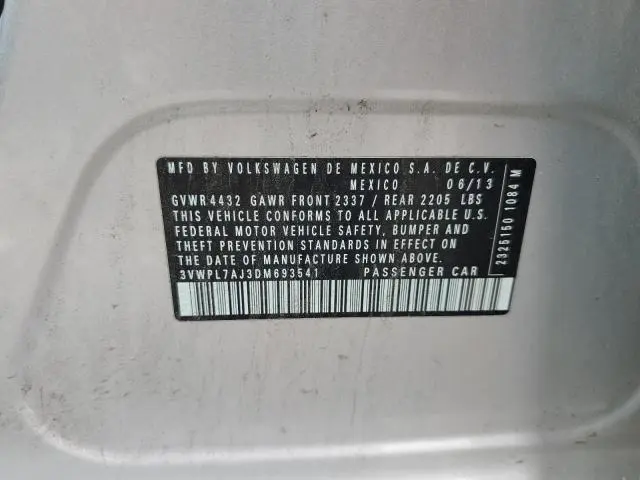 MFD BY VOLKSWAGEN DE MEXICO S.A. DE C.V.
MEXICO 06/13
GVWR 4432 GAWR FRONT 2337 / REAR 2205 LBS
THIS VEHICLE CONFORMS TO ALL APPLICABLE U.S.
FEDERAL MOTOR VEHICLE SAFETY, BUMPER AND
THEFT PREVENTION STANDARDS IN EFFECT ON
THE DATE OF MANUFACTURE SHOWN ABOVE.
3VWPL7AJ3DM693541 PASSENGER CAR
2325150 1084 M